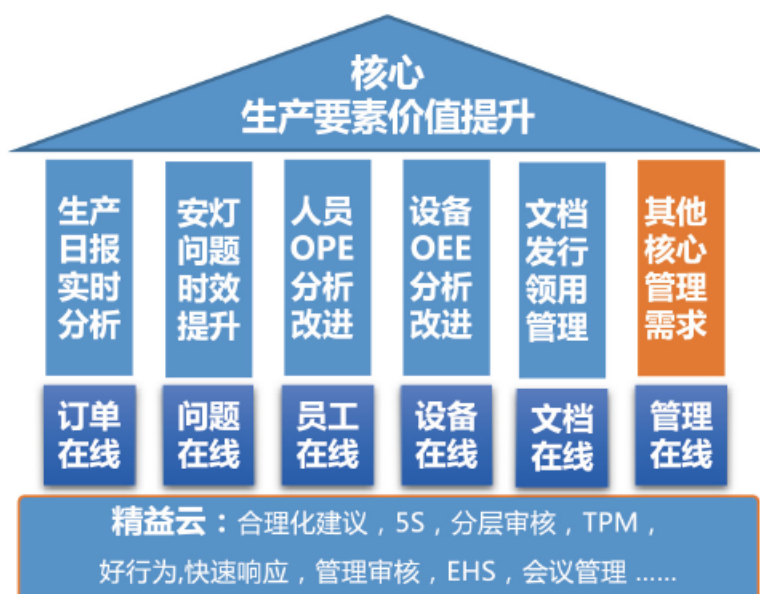 核心
生产要素价值提升
生产
日报
实时
分析
安灯
问题
时效
提升
人员
OPE
分析
改进
设备
OEE
分析
改进
文档
发行
领用
管理
其他
核心
管理
需求
订单
在线
问题
在线
员工
在线
设备
在线
文档
在线
管理
在线
精益云：合理化建议，5S，分层审核，TPM，
好行为,快速响应，管理审核，EHS，会议管理 ......